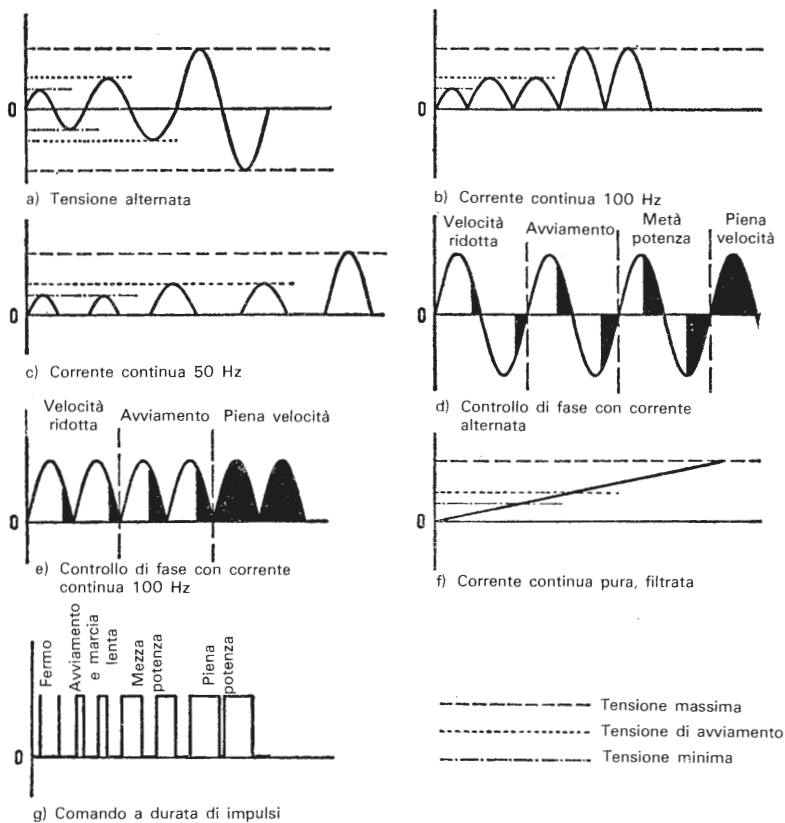 0
a) Tensione alternata
0
b) Corrente continua 100 Hz
0
c) Corrente continua 50 Hz
Velocità
ridotta
Avviamento
Metà
potenza
Piena
velocità
0
d) Controllo di fase con corrente
alternata
Velocità
ridotta
Avviamento
Piena velocità
0
e) Controllo di fase con corrente
continua 100 Hz
0
f) Corrente continua pura, filtrata
Fermo
Avviamento
e marcia
lenta
Mezza
potenza
Piena
potenza
0
g) Comando a durata di impulsi
Tensione massima
Tensione di avviamento
Tensione minima